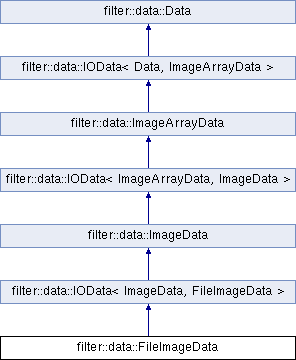 filter::data::Data
filter::data::IOData< Data, ImageArrayData >
filter::data::ImageArrayData
filter::data::IOData< ImageArrayData, ImageData >
filter::data::ImageData
filter::data::IOData< ImageData, FileImageData >
filter::data::FileImageData